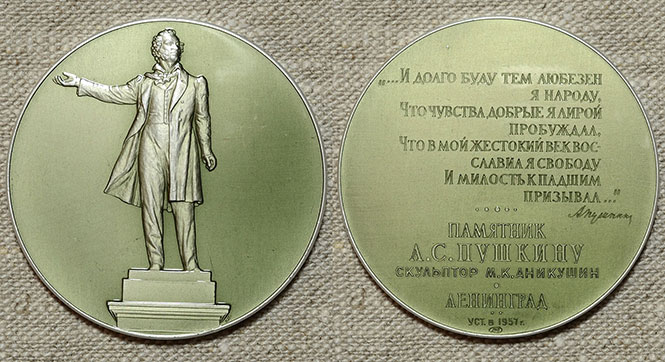 „...И ДОЛГО БУДУ ТЕМ ЛЮБЕЗЕН
Я НАРОДУ,
ЧТО ЧУВСТВА ДОБРЫЕ Я ЛИРОЙ
ПРОБУЖДАЛ,
ЧТО В МОЙ ЖЕСТОКИЙ ВЕК ВОС-
СЛАВИЛ Я СВОБОДУ
И МИЛОСТЬ К ПАДШИМ
ПРИЗЫВАЛ..."
А Пушкин
ПАМЯТНИК
А.С.ПУШКИНУ
СКУЛЬПТОР М.К.АНИКУШИН
ЛЕНИНГРАД
УСТ. В 1957 г.